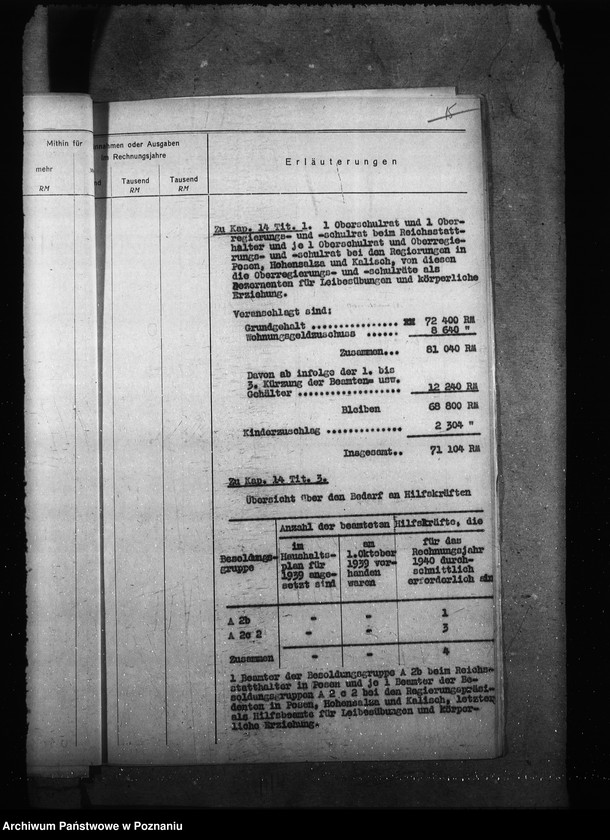 15
Mithin für
mehr
RM
nahmen oder Ausgaben
im Rechnungsjahre
Tausend
RM
Tausend
RM
Erläuterungen
Zu Kap. 14 Tit. 1. 1 Oberschulrat und 1 Ober-
regierungs- und -schulrat beim Reichsstatt-
halter und je 1 Oberschulrat und Oberregie-
rungs- und -schulrat bei den Regierungen in
Posen, Hohensalza und Kalisch, von diesen
die Oberregierungs- und -schulräte als
Dezernenten für Leibesübungen und körperliche
Erziehung.
Veranschlagt sind:
Grundgehalt ................ 72 400 RM
Wohnungsgeldzuschuss ...... 8 640 "
Zusammen... 81 040 RM
Davon ab infolge der 1. bis
3. Kürzung der Beamten- usw.
Gehälter .................. 12 240 RM
Bleiben 68 800 RM
Kinderzuschlag .............. 2 304 "
Insgesamt.. 71 104 RM
Zu Kap. 14 Tit. 3.
Übersicht über den Bedarf an Hilfskräften
Besoldungs-
gruppe
Anzahl der beamteten Hilfskräfte, die
im
Haushalts-
plan für
1939 ange-
setzt sind
am
1.Oktober
1939 vor-
handen
waren
für das
Rechnungsjahr
1940 durch-
schnittlich
erforderlich sin
A 2b - - 1
A 2c 2 - - 3
Zusammen - - 4
1 Beamter der Besoldungsgruppe A 2b beim Reichs-
statthalter in Posen und je 1 Beamter der Be-
soldungsgruppen A 2 c 2 bei den Regierungspräsi-
denten in Posen, Hohensalza und Kalisch, letzter
als Hilfsbeamte für Leibesübungen und körper-
liche Erziehung.
Archiwum Państwowe w Poznaniu